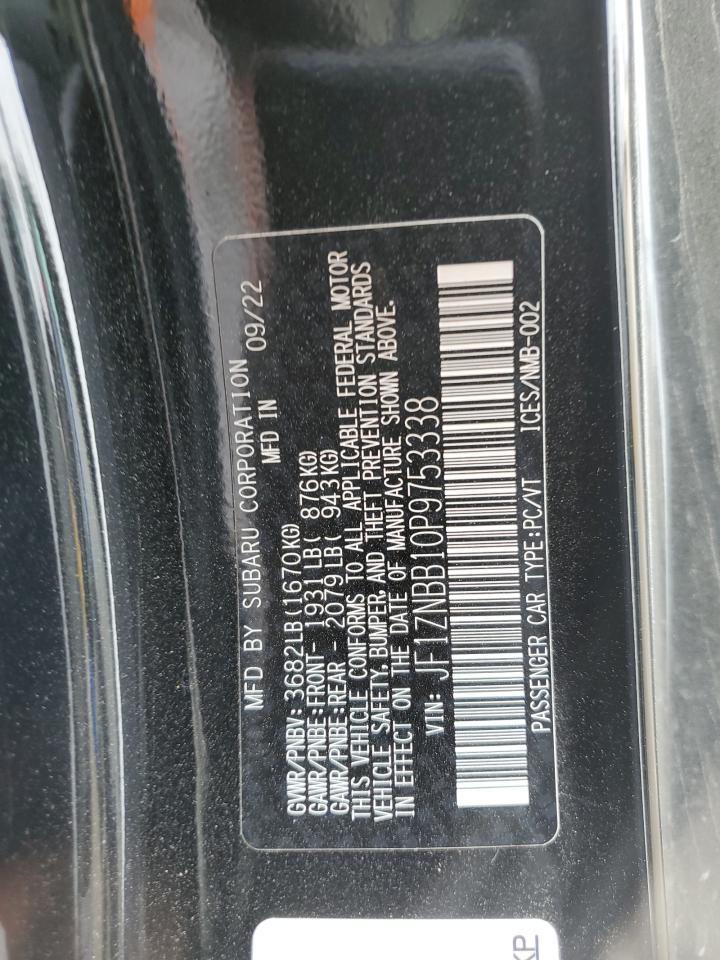 MFD BY SUBARU CORPORATION
MFD IN 09/22
GVWR/PNBV: 3682LB(1670KG)
GAWR/PNBE:FRONT- 1931LB( 876KG)
GAWR/PNBE:REAR - 2079LB( 943KG)
THIS VEHICLE CONFORMS TO ALL APPLICABLE FEDERAL MOTOR
VEHICLE SAFETY, BUMPER, AND THEFT PREVENTION STANDARDS
IN EFFECT ON THE DATE OF MANUFACTURE SHOWN ABOVE.
VIN: JF1ZNBB10P9753338
PASSENGER CAR TYPE:PC/VT ICES/NMB-002